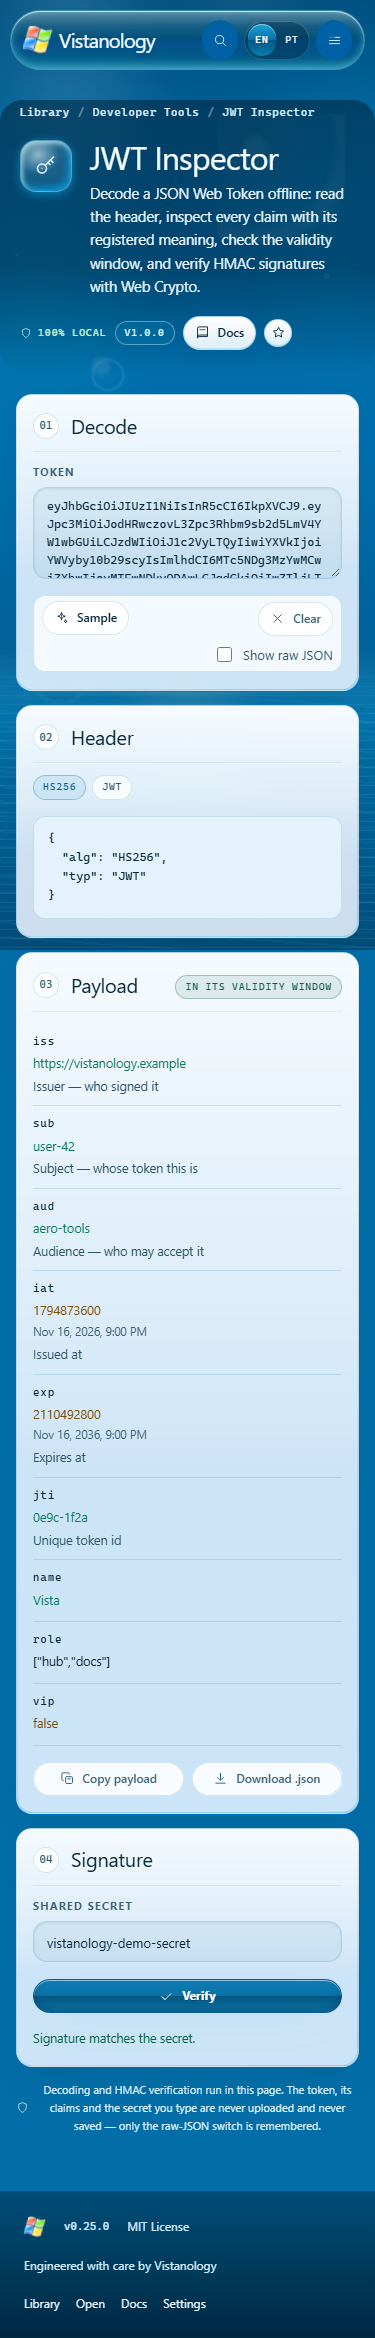 Vistanology
EN PT
Library / Developer Tools / JWT Inspector
JWT Inspector
Decode a JSON Web Token offline: read
the header, inspect every claim with its
registered meaning, check the validity
window, and verify HMAC signatures
with Web Crypto.
100% LOCAL V1.0.0 Docs
01 Decode
TOKEN
eyJhbGciOiJIUzI1NiIsInR5cCI6IkpXVCJ9.ey
Jpc3MiOiJodHRwczovL3Zpc3Rhbm9sb2d5LmV4Y
W1wbGUiLCJzdWIiOiJ1c2VyLTQyIiwiYXVkIjoi
YWVyby10b29scyIsImlhdCI6MTc5NDg3MzYwMCw
Sample Clear
Show raw JSON
02 Header
HS256 JWT
{
"alg": "HS256",
"typ": "JWT"
}
03 Payload IN ITS VALIDITY WINDOW
iss
https://vistanology.example
Issuer — who signed it
sub
user-42
Subject — whose token this is
aud
aero-tools
Audience — who may accept it
iat
1794873600
Nov 16, 2026, 9:00 PM
Issued at
exp
2110492800
Nov 16, 2036, 9:00 PM
Expires at
jti
0e9c-1f2a
Unique token id
name
Vista
role
["hub","docs"]
vip
false
Copy payload Download .json
04 Signature
SHARED SECRET
vistanology-demo-secret
Verify
Signature matches the secret.
Decoding and HMAC verification run in this page. The token, its
claims and the secret you type are never uploaded and never
saved — only the raw-JSON switch is remembered.
v0.25.0 MIT License
Engineered with care by Vistanology
Library Open Docs Settings